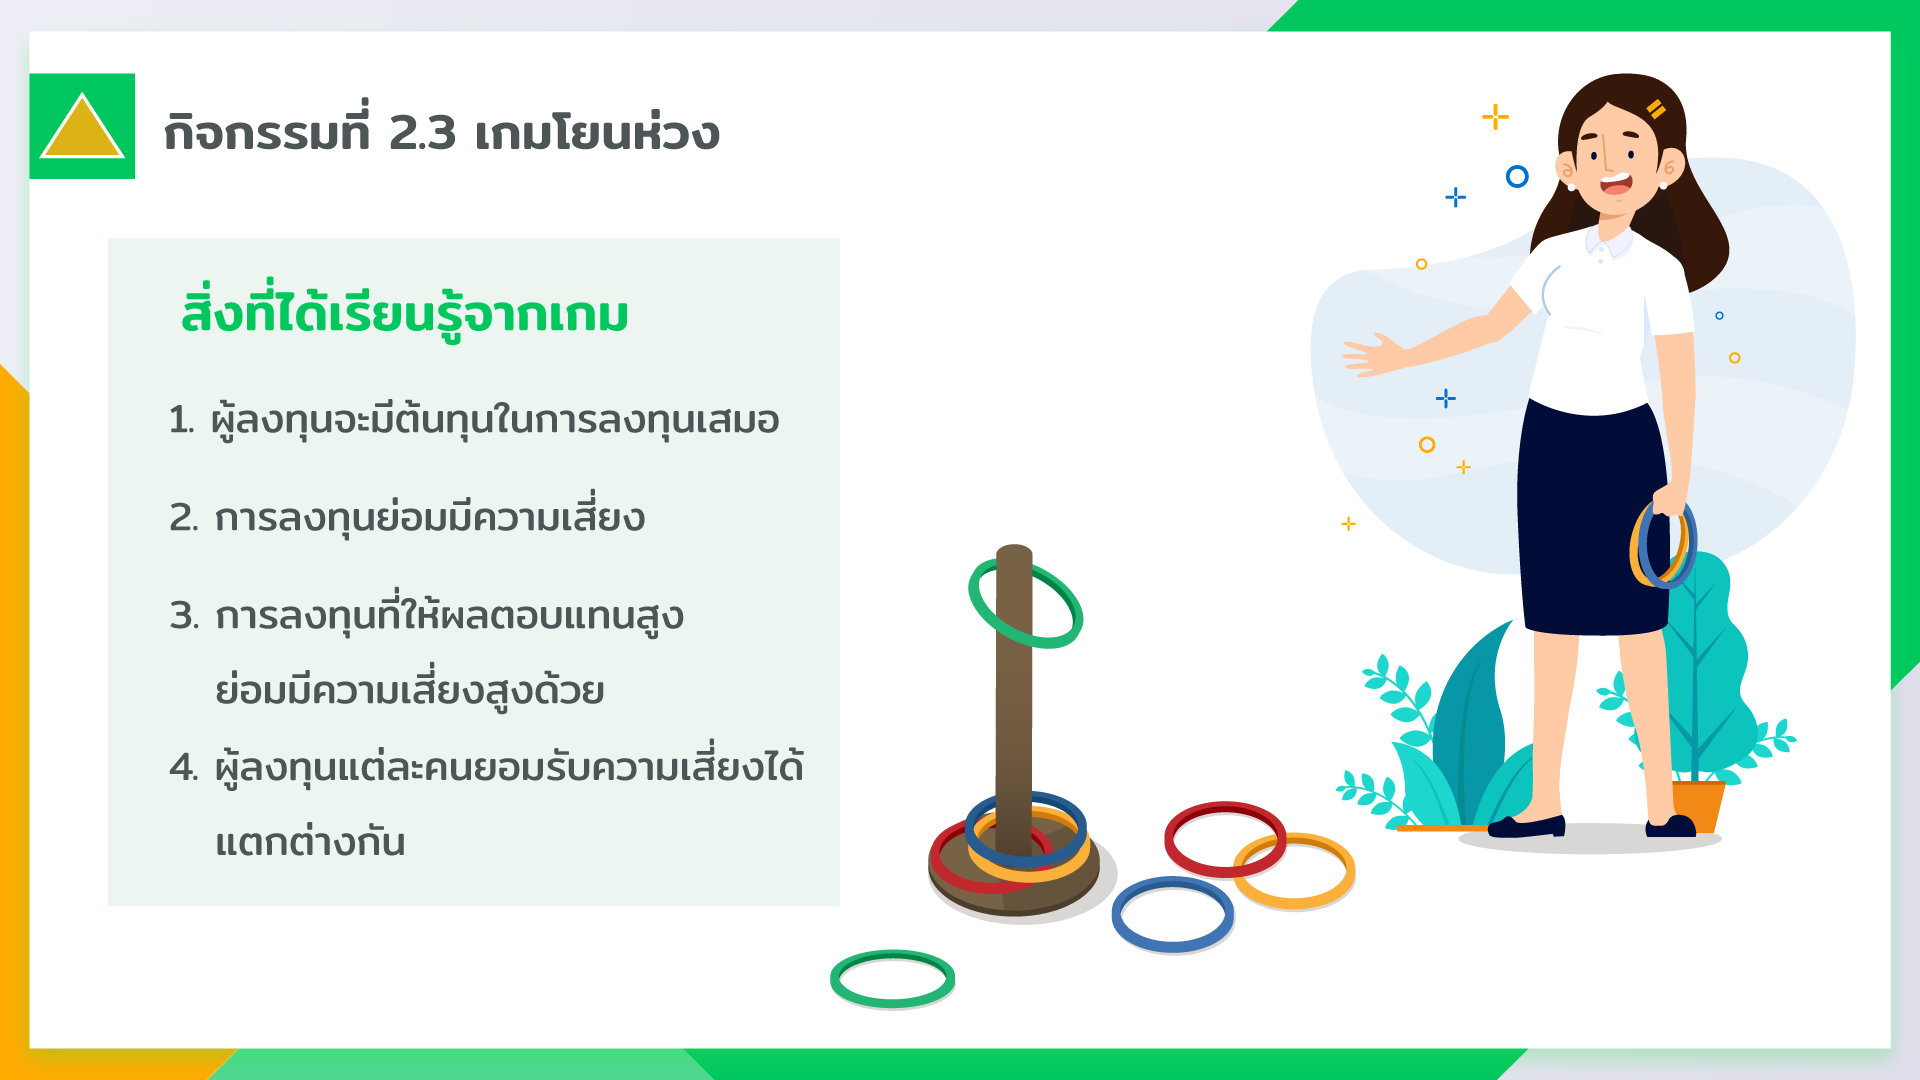 กิจกรรมที่ 2.3 เกมโยนห่วง
สิ่งที่ได้เรียนรู้จากเกม
1. ผู้ลงทุนจะมีต้นทุนในการลงทุนเสมอ
2. การลงทุนย่อมมีความเสี่ยง
3. การลงทุนที่ให้ผลตอบแทนสูง
ย่อมมีความเสี่ยงสูงด้วย
4. ผู้ลงทุนแต่ละคนยอมรับความเสี่ยงได้
แตกต่างกัน